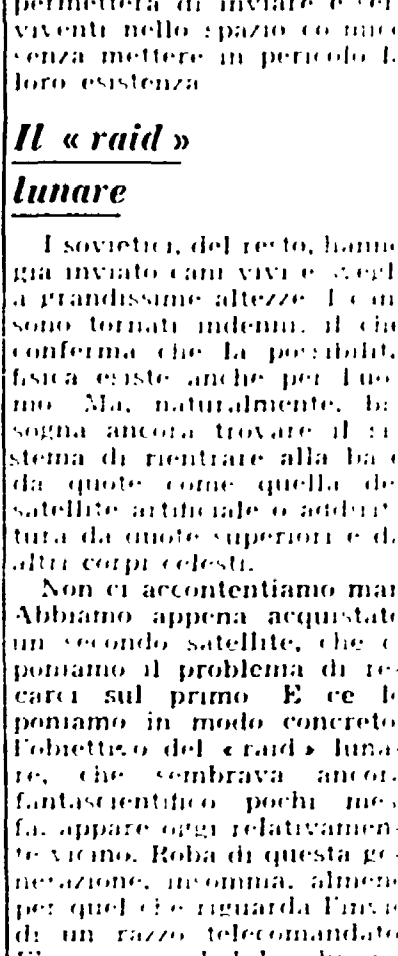 permetterà di inviare e
viventi nello spazio
senza mettere in pericolo
loro esistenza
Il « raid »
lunare
I sovietici, del resto, hanno
già inviato cani vivi e
a grandissime altezze I
sono tornati indenni, il che
conferma che la possibilità
fisica esiste anche per l'uo-
mo Ma, naturalmente, bi-
sogna ancora trovare il si-
stema di rientrare alla
da quote come quella de
satellite artificiale o addirit-
tura da quote superiori e
altri corpi celesti.
Non ci accontentiamo mai
Abbiamo appena acquistato
un secondo satellite, che
poniamo il problema di re-
carci sul primo E ce lo
poniamo in modo concreto
l'obiettivo del « raid » luna-
re, che sembrava ancora
fantascientifico pochi
fa, appare oggi relativamen-
te vicino. Roba di questa ge-
nerazione, insomma, almeno
per quel che riguarda l'invio
di un razzo telecomandato